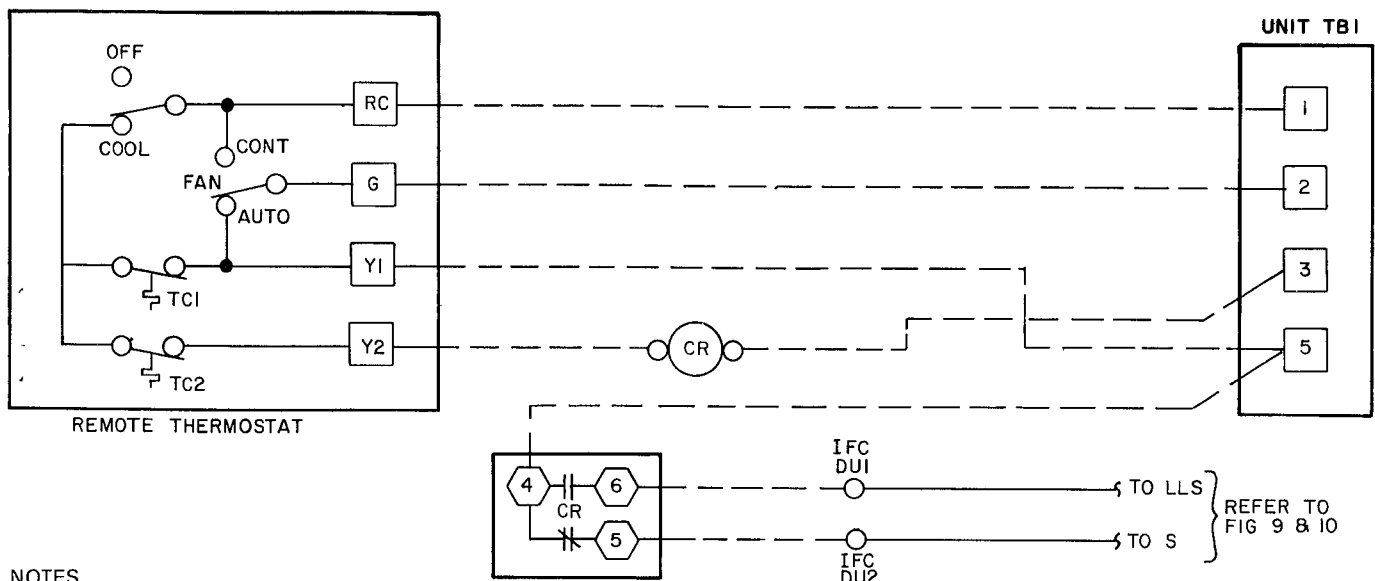 UNIT TB1
OFF
RC
1
COOL
CONT
FAN
G
2
AUTO
Y1
3
TC1
Y2
CR
5
TC2
REMOTE THERMOSTAT
IFC
DU1
4
6
TO LLS
CR
REFER TO
FIG 9 & 10
5
TO S
IFC
DU2
NOTES